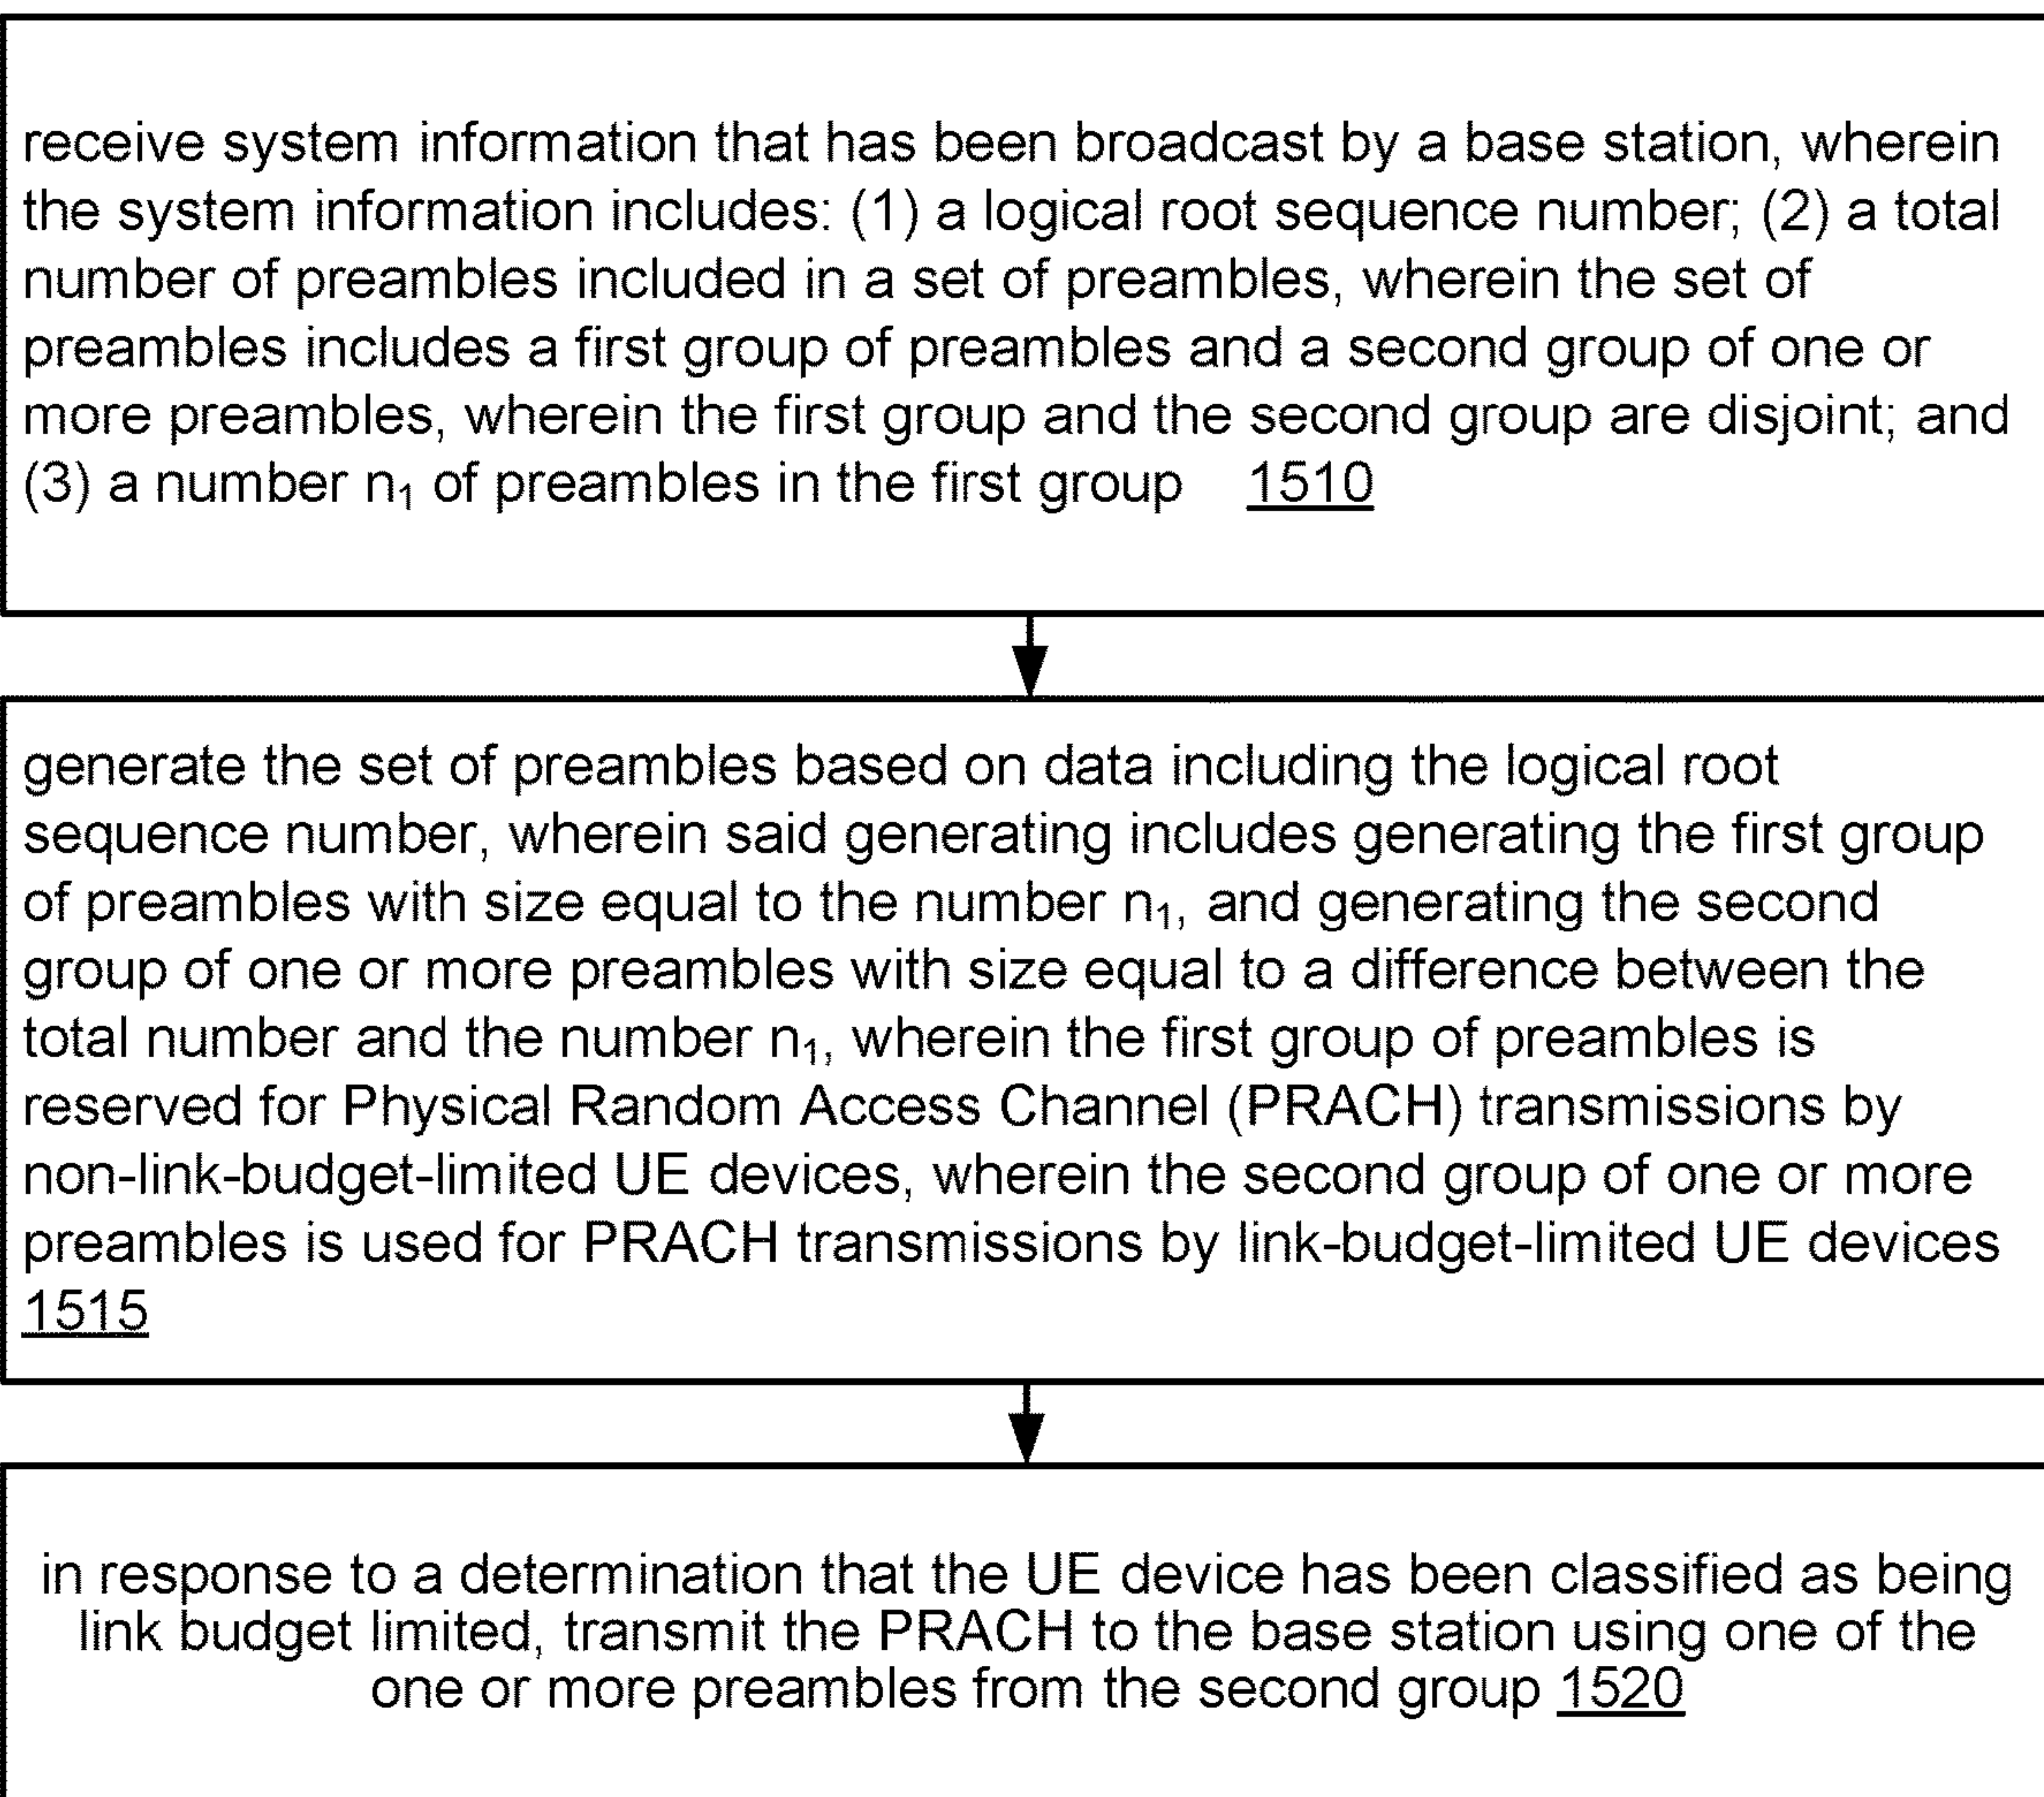 receive system information that has been broadcast by a base station, wherein
the system information includes: (1) a logical root sequence number; (2) a total
number of preambles included in a set of preambles, wherein the set of
preambles includes a first group of preambles and a second group of one or
more preambles, wherein the first group and the second group are disjoint; and
(3) a number n₁ of preambles in the first group 1510
generate the set of preambles based on data including the logical root
sequence number, wherein said generating includes generating the first group
of preambles with size equal to the number n₁, and generating the second
group of one or more preambles with size equal to a difference between the
total number and the number n₁, wherein the first group of preambles is
reserved for Physical Random Access Channel (PRACH) transmissions by
non-link-budget-limited UE devices, wherein the second group of one or more
preambles is used for PRACH transmissions by link-budget-limited UE devices
1515
in response to a determination that the UE device has been classified as being
link budget limited, transmit the PRACH to the base station using one of the
one or more preambles from the second group 1520